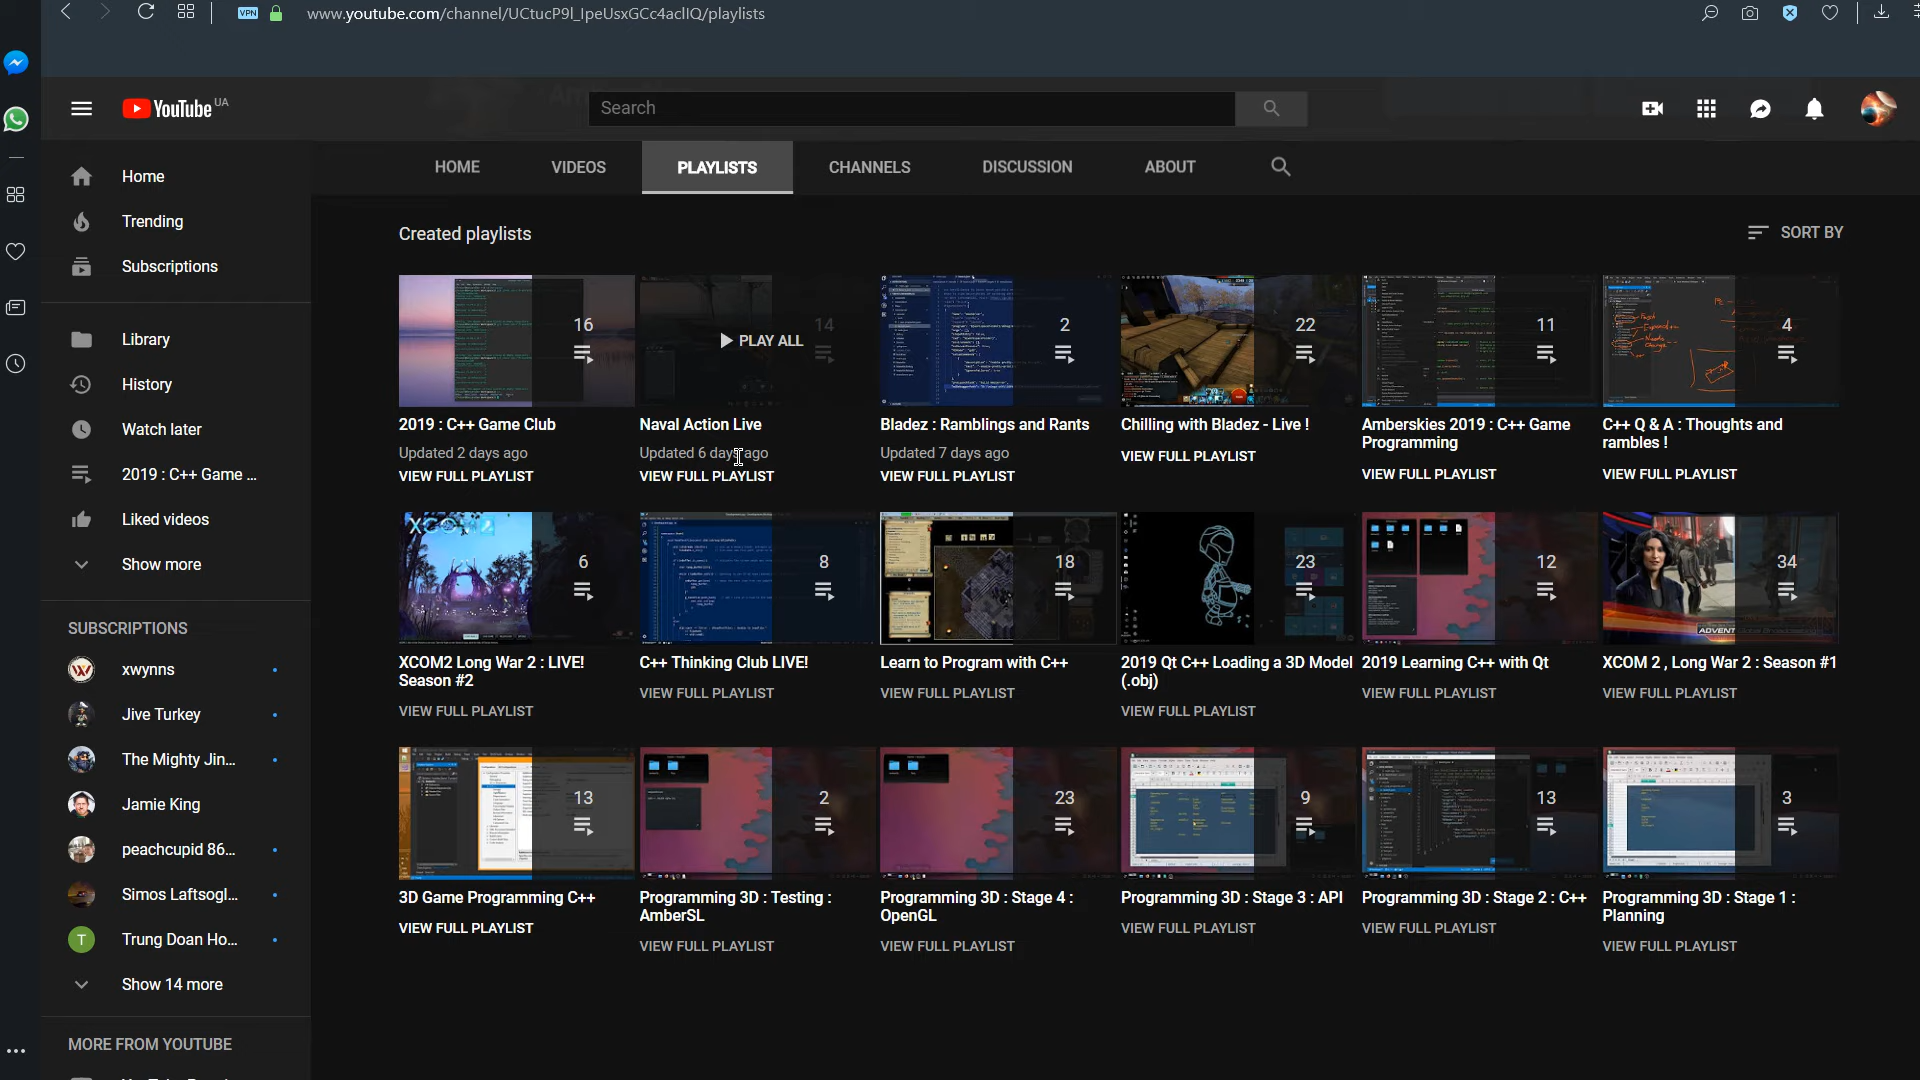 VPN www.youtube.com/channel/UCtucP9l_IpeUsxGCc4acllQ/playlists
YouTube UA
Search
HOME VIDEOS PLAYLISTS CHANNELS DISCUSSION ABOUT
Home
Trending
Subscriptions
Library
History
Watch later
2019 : C++ Game ...
Liked videos
Show more
SUBSCRIPTIONS
xwynns
Jive Turkey
The Mighty Jin...
Jamie King
peachcupid 86...
Simos Laftsogl...
T Trung Doan Ho...
Show 14 more
MORE FROM YOUTUBE
Created playlists
SORT BY
16
PLAY ALL 14
2
22
11
4
2019 : C++ Game Club
Updated 2 days ago
VIEW FULL PLAYLIST
Naval Action Live
Updated 6 days ago
VIEW FULL PLAYLIST
Bladez : Ramblings and Rants
Updated 7 days ago
VIEW FULL PLAYLIST
Chilling with Bladez - Live !
VIEW FULL PLAYLIST
Amberskies 2019 : C++ Game
Programming
VIEW FULL PLAYLIST
C++ Q & A : Thoughts and
rambles !
VIEW FULL PLAYLIST
XCOM 2
6
8
18
23
12
34
ADVENT
XCOM2 Long War 2 : LIVE!
Season #2
VIEW FULL PLAYLIST
C++ Thinking Club LIVE!
VIEW FULL PLAYLIST
Learn to Program with C++
VIEW FULL PLAYLIST
2019 Qt C++ Loading a 3D Model
(.obj)
VIEW FULL PLAYLIST
2019 Learning C++ with Qt
VIEW FULL PLAYLIST
XCOM 2 , Long War 2 : Season #1
VIEW FULL PLAYLIST
13
2
23
9
13
3
3D Game Programming C++
VIEW FULL PLAYLIST
Programming 3D : Testing :
AmberSL
VIEW FULL PLAYLIST
Programming 3D : Stage 4 :
OpenGL
VIEW FULL PLAYLIST
Programming 3D : Stage 3 : API
VIEW FULL PLAYLIST
Programming 3D : Stage 2 : C++
VIEW FULL PLAYLIST
Programming 3D : Stage 1 :
Planning
VIEW FULL PLAYLIST